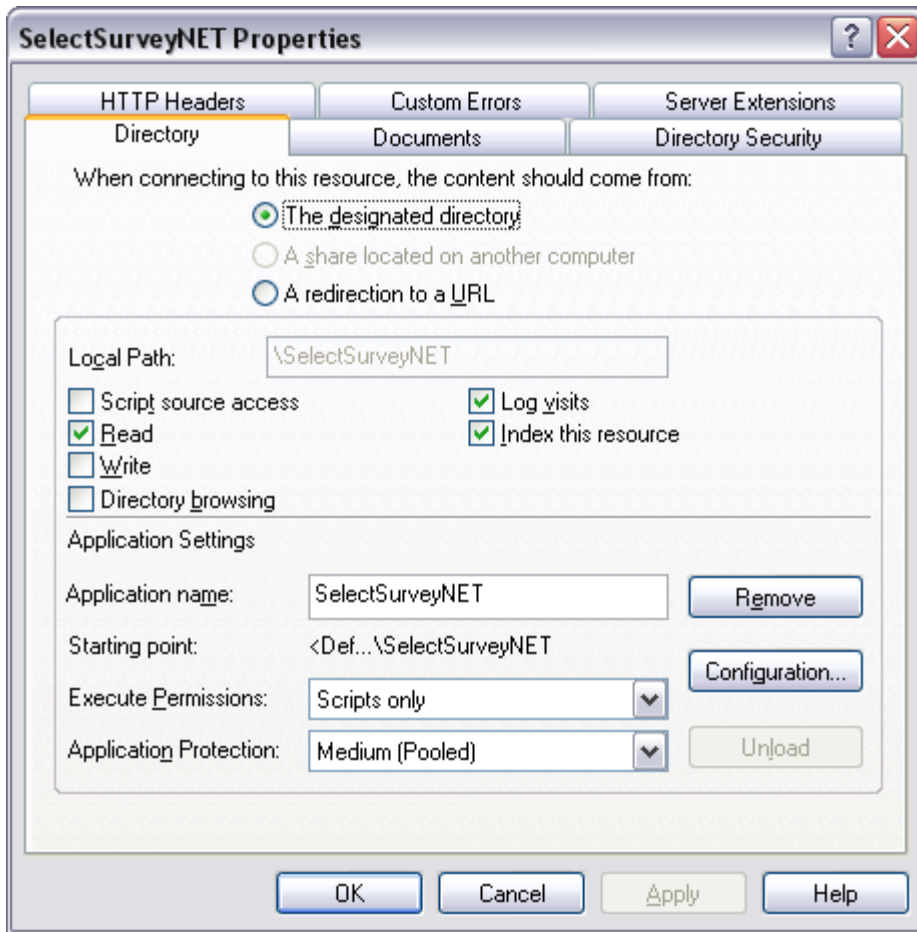 SelectSurveyNET Properties
HTTP Headers Custom Errors Server Extensions
Directory Documents Directory Security
When connecting to this resource, the content should come from:
The designated directory
A share located on another computer
A redirection to a URL
Local Path: \SelectSurveyNET
Script source access Log visits
Read Index this resource
Write
Directory browsing
Application Settings
Application name: SelectSurveyNET Remove
Starting point: <Def...\SelectSurveyNET
Configuration...
Execute Permissions: Scripts only
Application Protection: Medium (Pooled) Unload
OK Cancel Apply Help